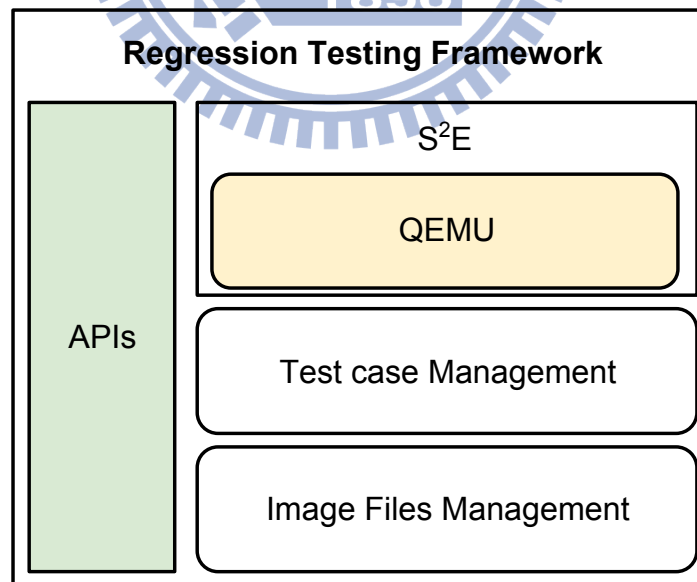 Regression Testing Framework
S²E
QEMU
APIs
Test case Management
Image Files Management